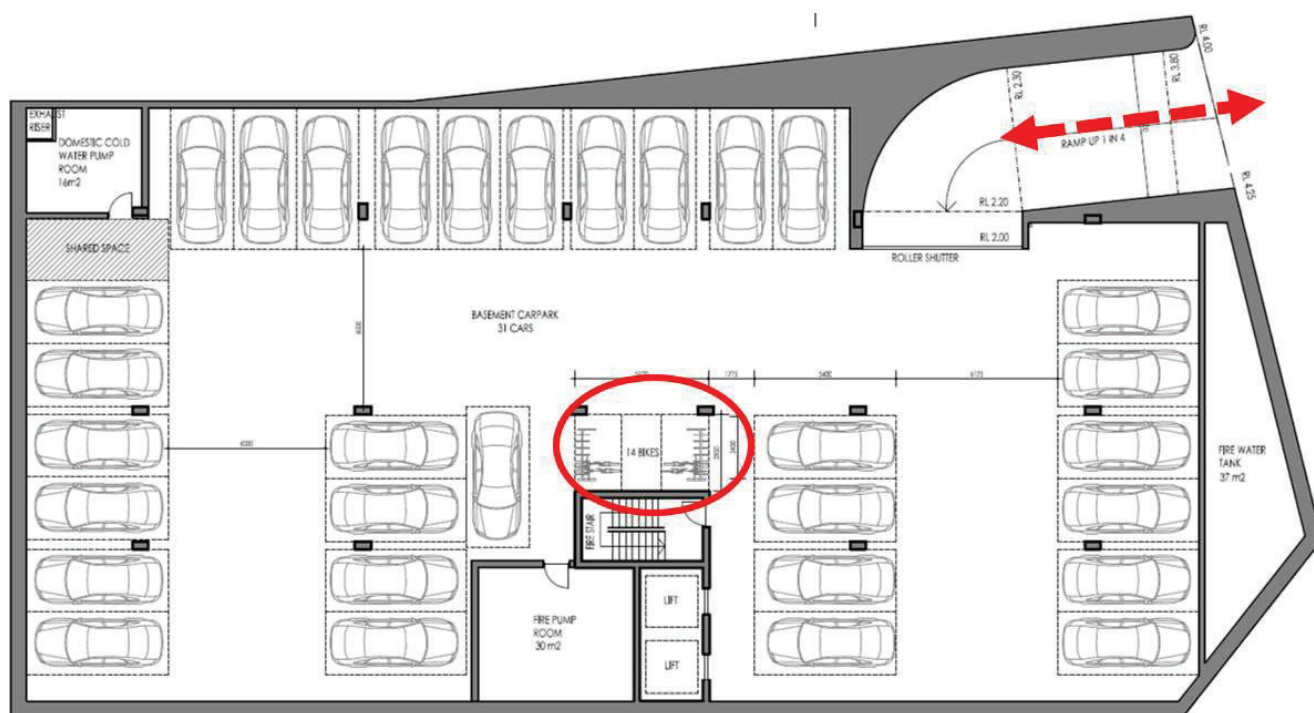 RL 4.00
RL 3.80
RL 2.30
RAMP UP 1 IN 4
RL 4.25
RL 2.20
RL 2.00
ROLLER SHUTTER
EXHAUST
RISER
DOMESTIC COLD
WATER PUMP
ROOM
16m2
SHARED SPACE
BASEMENT CARPARK
31 CARS
6000
1775
5400
6175
14 BIKES
2400
FIRE STAIR
FIRE WATER
TANK
37 m2
FIRE PUMP
ROOM
30 m2
LIFT
LIFT